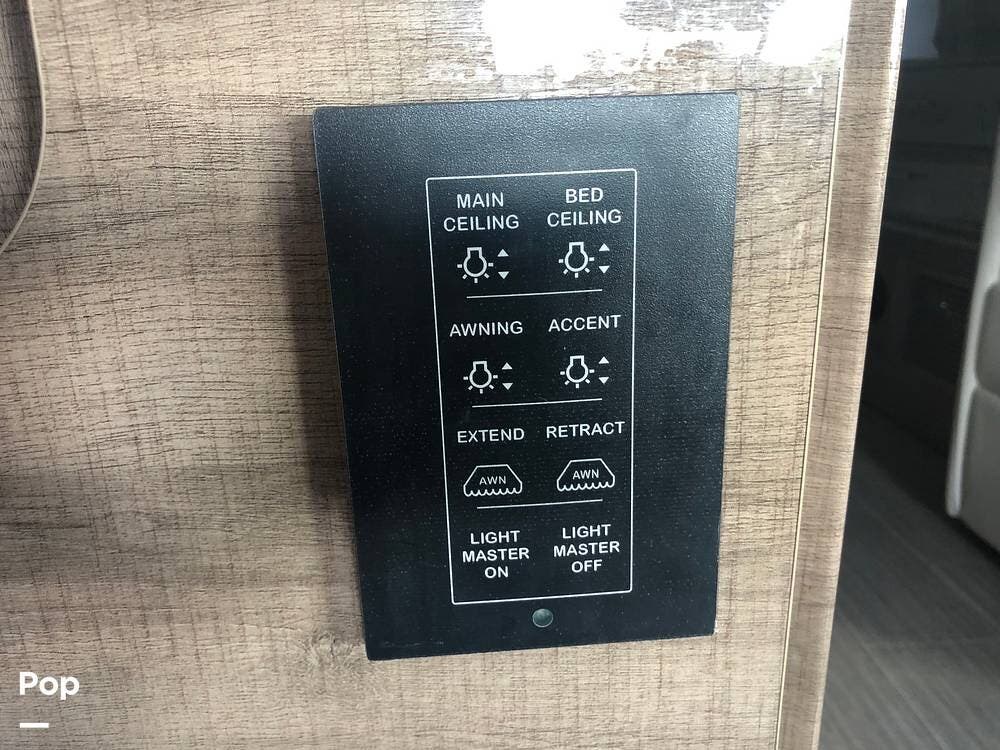 MAIN CEILING
BED CEILING
AWNING
ACCENT
EXTEND
RETRACT
AWN
AWN
LIGHT
MASTER
ON
LIGHT
MASTER
OFF
Pop